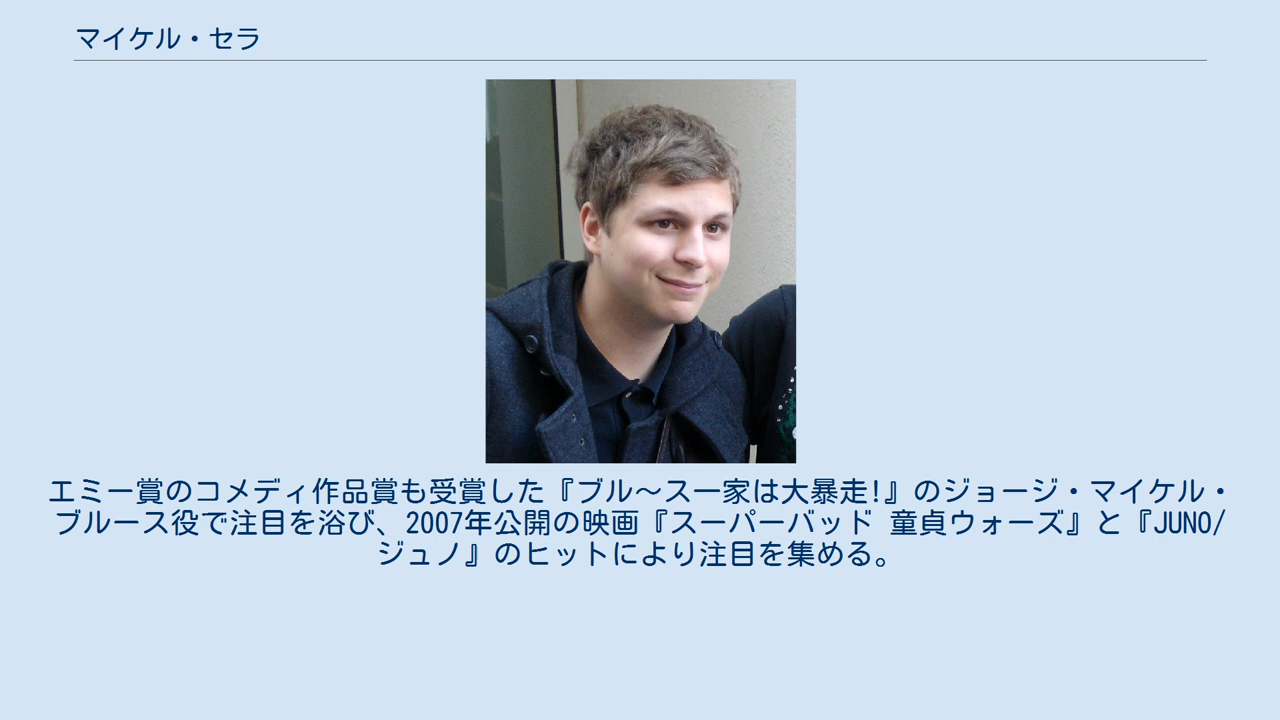 マイケル・セラ
エミー賞のコメディ作品賞も受賞した『ブル〜ス一家は大暴走!』のジョージ・マイケル・
ブルース役で注目を浴び、2007年公開の映画『スーパーバッド 童貞ウォーズ』と『JUNO/
ジュノ』のヒットにより注目を集める。